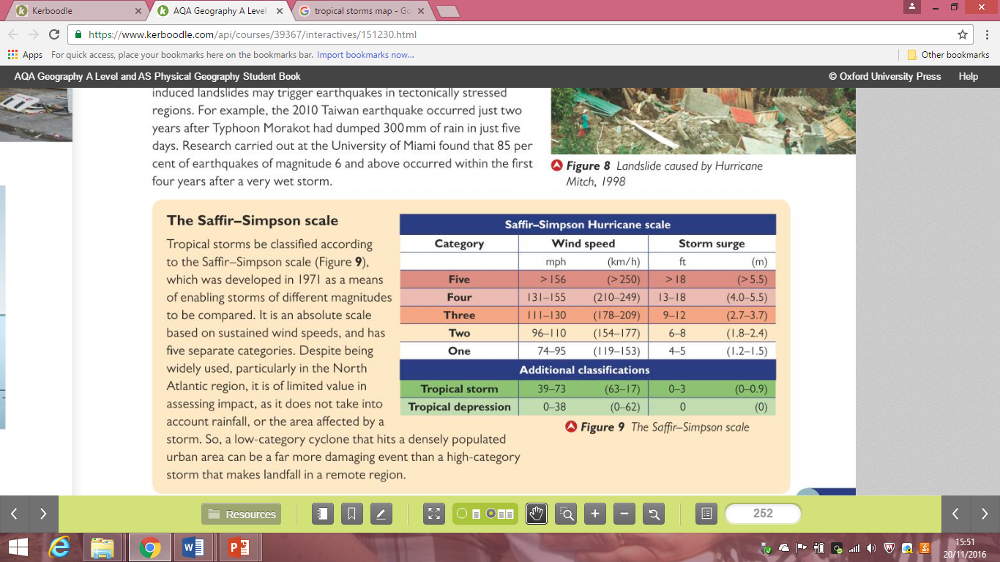 Kerboodle
AQA Geography A Level
tropical storms map - Go
https://www.kerboodle.com/api/courses/39367/interactives/151230.html
Apps For quick access, place your bookmarks here on the bookmarks bar. Import bookmarks now... Other bookmarks
AQA Geography A Level and AS Physical Geography Student Book © Oxford University Press Help
induced landslides may trigger earthquakes in tectonically stressed
regions. For example, the 2010 Taiwan earthquake occurred just two
years after Typhoon Morakot had dumped 300mm of rain in just five
days. Research carried out at the University of Miami found that 85 per
cent of earthquakes of magnitude 6 and above occurred within the first
four years after a very wet storm.
Figure 8 Landslide caused by Hurricane
Mitch, 1998
The Saffir–Simpson scale
Tropical storms be classified according
to the Saffir–Simpson scale (Figure 9),
which was developed in 1971 as a means
of enabling storms of different magnitudes
to be compared. It is an absolute scale
based on sustained wind speeds, and has
five separate categories. Despite being
widely used, particularly in the North
Atlantic region, it is of limited value in
assessing impact, as it does not take into
account rainfall, or the area affected by a
storm. So, a low-category cyclone that hits a densely populated
urban area can be a far more damaging event than a high-category
storm that makes landfall in a remote region.
Saffir–Simpson Hurricane scale
Category Wind speed Storm surge
mph (km/h) ft (m)
Five >156 (>250) >18 (>5.5)
Four 131–155 (210–249) 13–18 (4.0–5.5)
Three 111–130 (178–209) 9–12 (2.7–3.7)
Two 96–110 (154–177) 6–8 (1.8–2.4)
One 74–95 (119–153) 4–5 (1.2–1.5)
Additional classifications
Tropical storm 39–73 (63–17) 0–3 (0–0.9)
Tropical depression 0–38 (0–62) 0 (0)
Figure 9 The Saffir–Simpson scale
Resources 252
15:51
20/11/2016